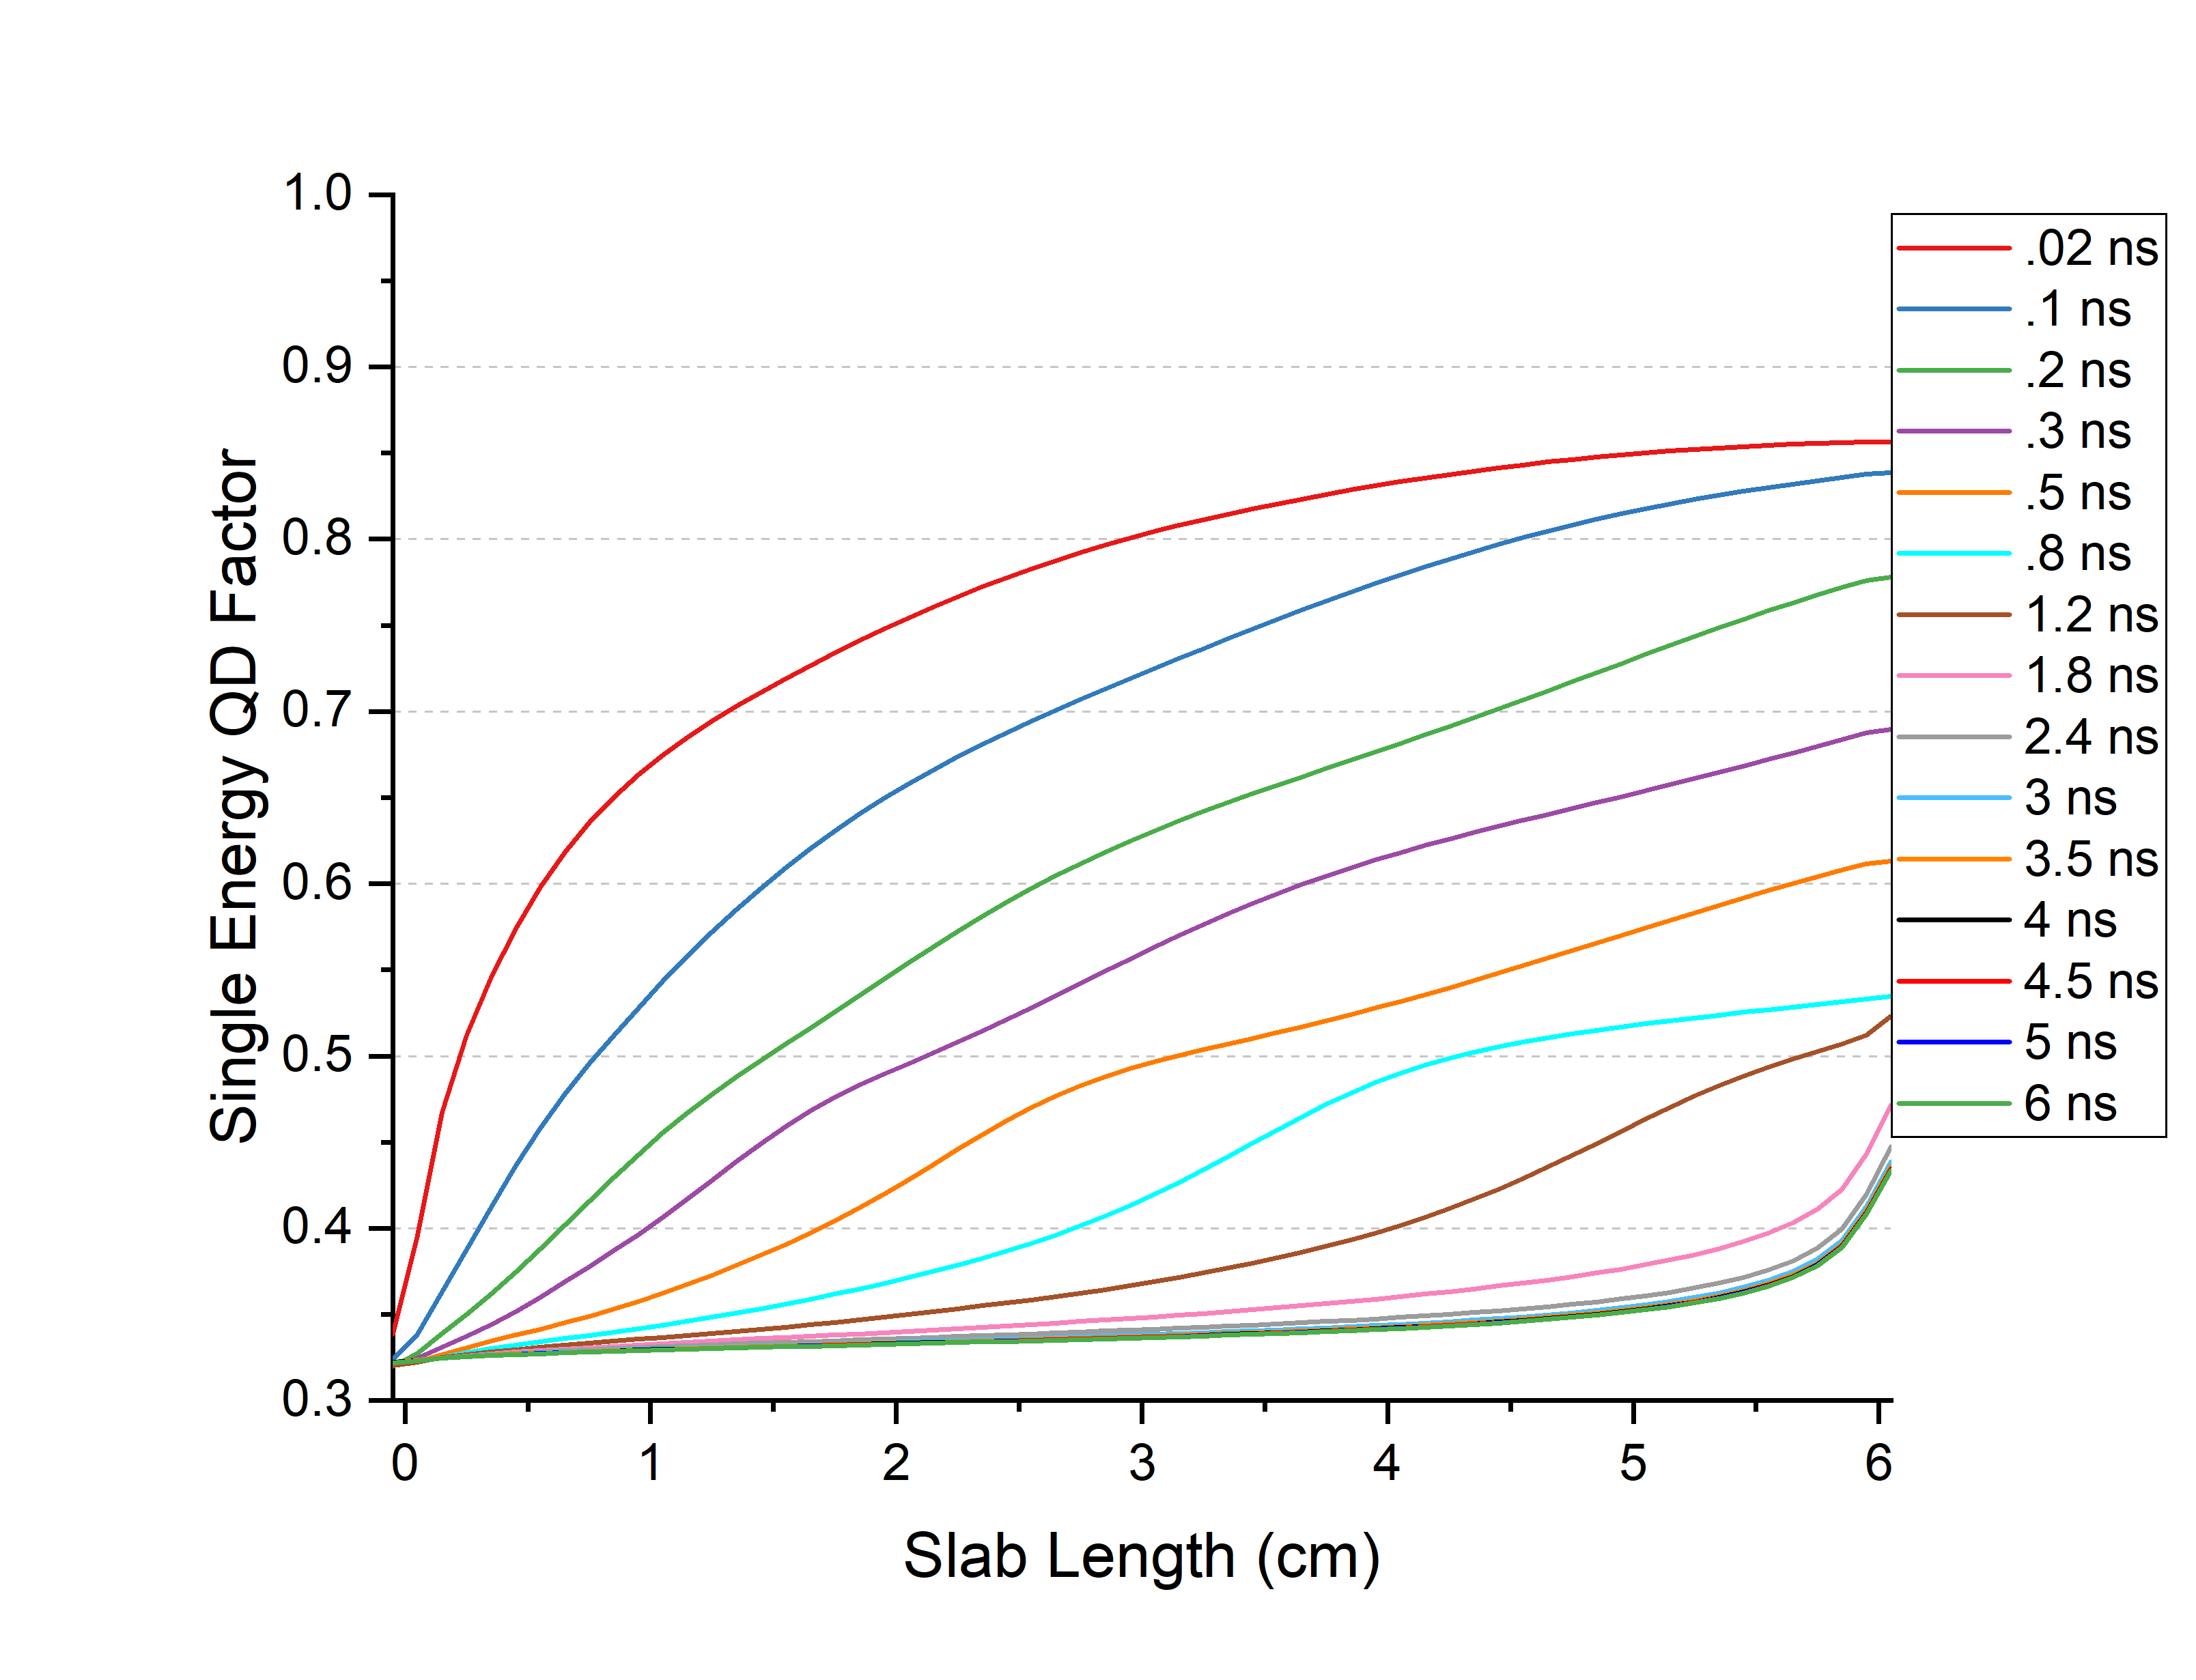 1.0
0.9
0.8
0.7
0.6
0.5
0.4
0.3
Single Energy QD Factor
0 1 2 3 4 5 6
Slab Length (cm)
.02 ns
.1 ns
.2 ns
.3 ns
.5 ns
.8 ns
1.2 ns
1.8 ns
2.4 ns
3 ns
3.5 ns
4 ns
4.5 ns
5 ns
6 ns